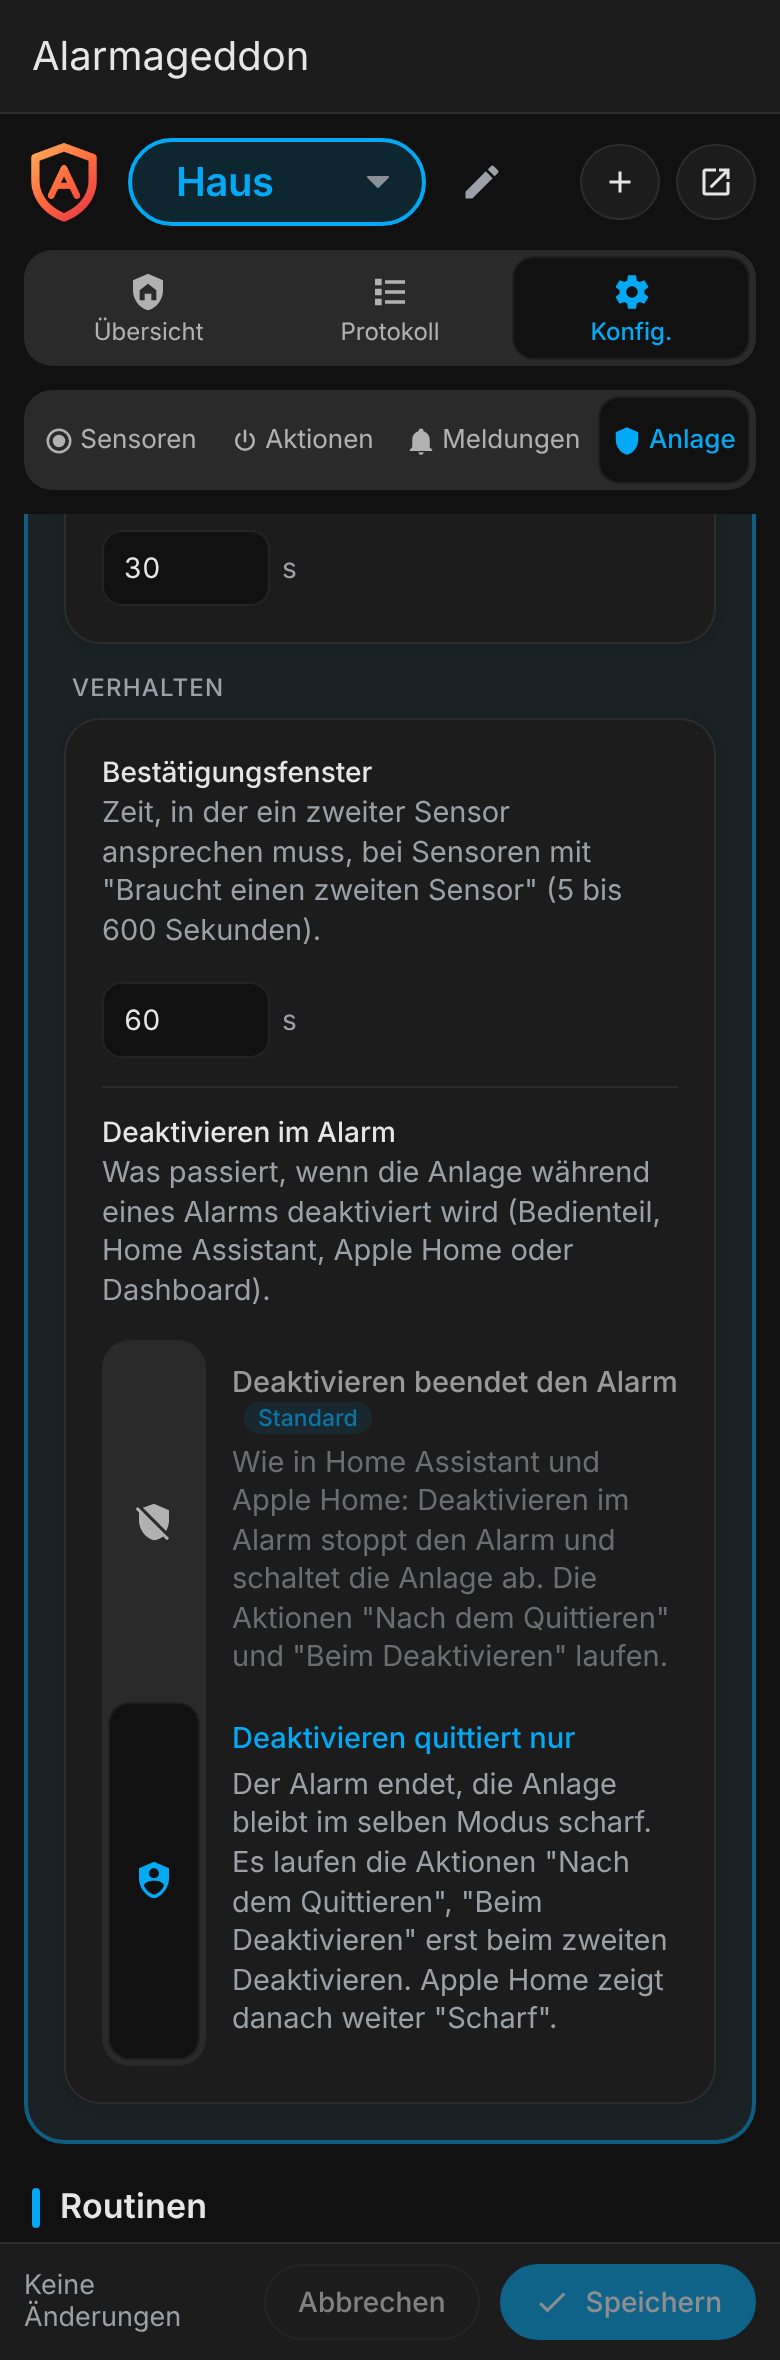 Alarmageddon
Haus
Übersicht
Protokoll
Konfig.
Sensoren
Aktionen
Meldungen
Anlage
30 s
VERHALTEN
Bestätigungsfenster
Zeit, in der ein zweiter Sensor
ansprechen muss, bei Sensoren mit
"Braucht einen zweiten Sensor" (5 bis
600 Sekunden).
60 s
Deaktivieren im Alarm
Was passiert, wenn die Anlage während
eines Alarms deaktiviert wird (Bedienteil,
Home Assistant, Apple Home oder
Dashboard).
Deaktivieren beendet den Alarm
Standard
Wie in Home Assistant und
Apple Home: Deaktivieren im
Alarm stoppt den Alarm und
schaltet die Anlage ab. Die
Aktionen "Nach dem Quittieren"
und "Beim Deaktivieren" laufen.
Deaktivieren quittiert nur
Der Alarm endet, die Anlage
bleibt im selben Modus scharf.
Es laufen die Aktionen "Nach
dem Quittieren", "Beim
Deaktivieren" erst beim zweiten
Deaktivieren. Apple Home zeigt
danach weiter "Scharf".
Routinen
Keine
Änderungen
Abbrechen
Speichern